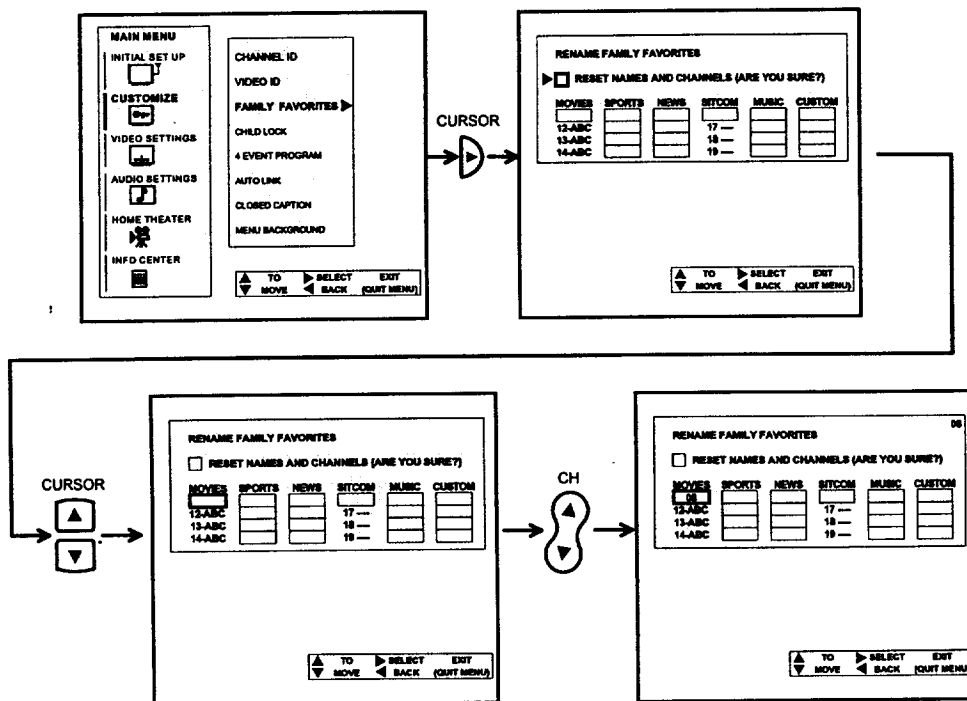 MAIN MENU
INITIAL SET UP
CUSTOMIZE
VIDEO SETTINGS
AUDIO SETTINGS
HOME THEATER
INFO CENTER
CHANNEL ID
VIDEO ID
FAMILY FAVORITES ▶
CHILD LOCK
4 EVENT PROGRAM
AUTO LINK
CLOSED CAPTION
MENU BACKGROUND
▲ TO ▶ SELECT EXIT
▼ MOVE ◀ BACK (QUIT MENU)
CURSOR
RENAME FAMILY FAVORITES
▶ RESET NAMES AND CHANNELS (ARE YOU SURE?)
MOVIES SPORTS NEWS SITCOM MUSIC CUSTOM
12-ABC 17 ---
13-ABC 18 ---
14-ABC 19 ---
▲ TO ▶ SELECT EXIT
▼ MOVE ◀ BACK (QUIT MENU)
CURSOR
RENAME FAMILY FAVORITES
RESET NAMES AND CHANNELS (ARE YOU SURE?)
MOVIES SPORTS NEWS SITCOM MUSIC CUSTOM
12-ABC 17 ---
13-ABC 18 ---
14-ABC 19 ---
▲ TO ▶ SELECT EXIT
▼ MOVE ◀ BACK (QUIT MENU)
CH
06
RENAME FAMILY FAVORITES
RESET NAMES AND CHANNELS (ARE YOU SURE?)
MOVIES SPORTS NEWS SITCOM MUSIC CUSTOM
06
12-ABC 17 ---
13-ABC 18 ---
14-ABC 19 ---
▲ TO ▶ SELECT EXIT
▼ MOVE ◀ BACK (QUIT MENU)